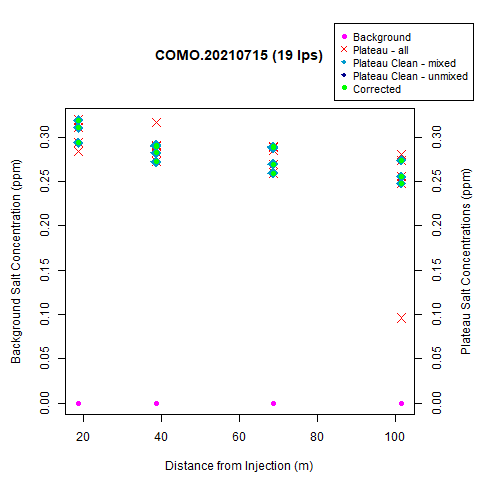 COMO.20210715 (19 lps)
Background
Plateau - all
Plateau Clean - mixed
Plateau Clean - unmixed
Corrected
Background Salt Concentration (ppm)
0.30
0.25
0.20
0.15
0.10
0.05
0.00
0.30
0.25
0.20
0.15
0.10
0.05
0.00
Plateau Salt Concentrations (ppm)
20 40 60 80 100
Distance from Injection (m)